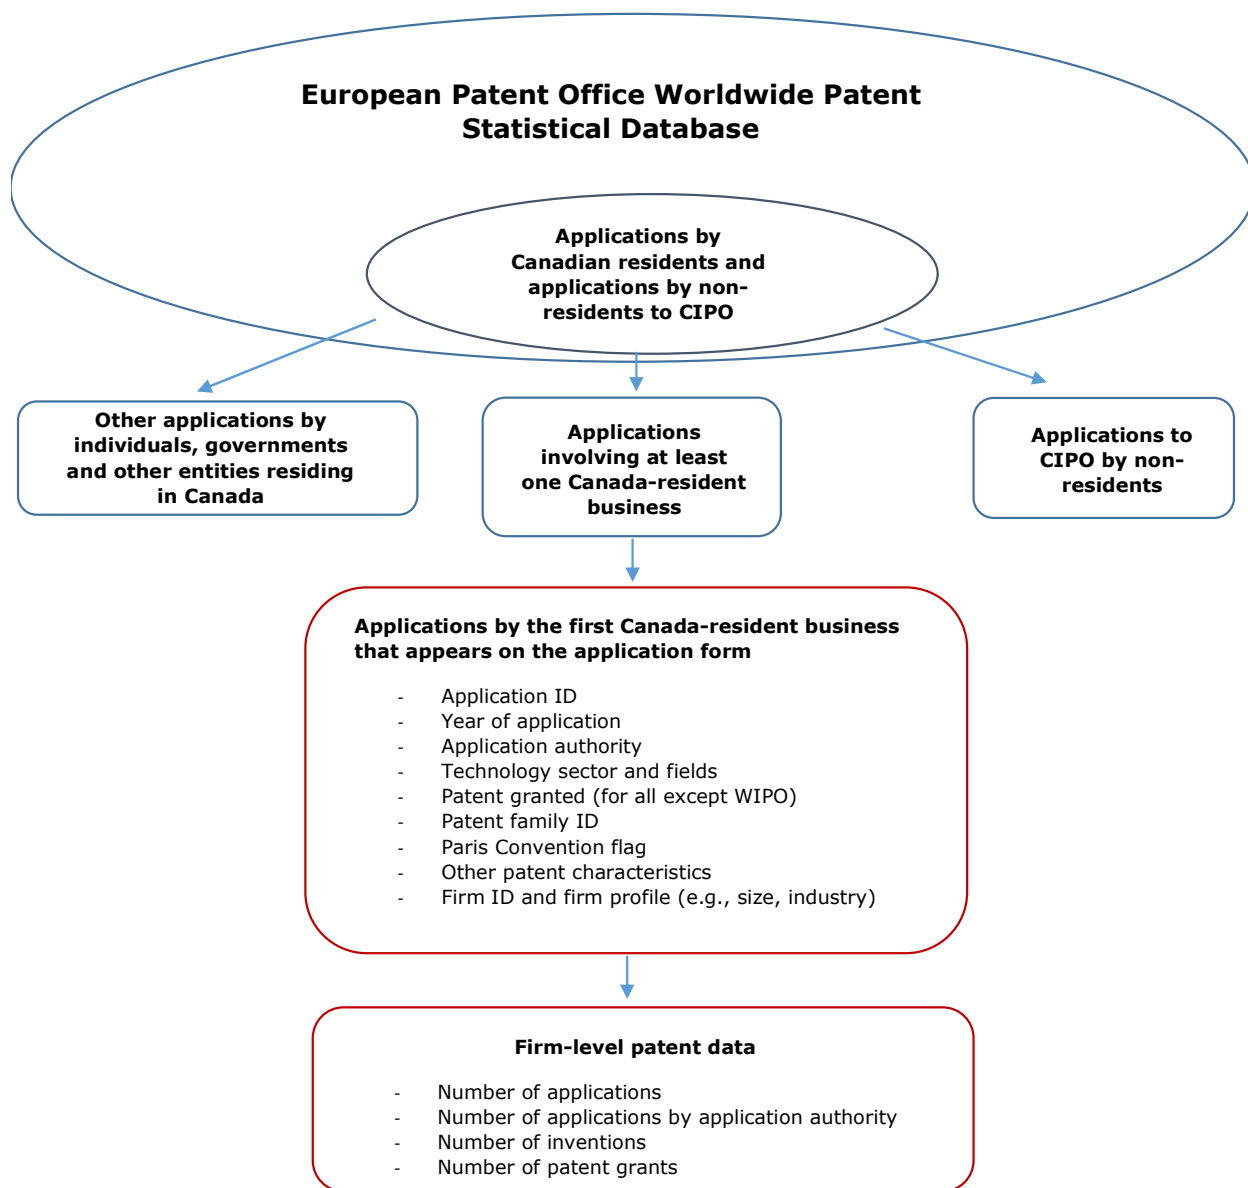 European Patent Office Worldwide Patent
Statistical Database
Applications by
Canadian residents and
applications by non-
residents to CIPO
Other applications by
individuals, governments
and other entities residing
in Canada
Applications
involving at least
one Canada-resident
business
Applications to
CIPO by non-
residents
Applications by the first Canada-resident business
that appears on the application form
- Application ID
- Year of application
- Application authority
- Technology sector and fields
- Patent granted (for all except WIPO)
- Patent family ID
- Paris Convention flag
- Other patent characteristics
- Firm ID and firm profile (e.g., size, industry)
Firm-level patent data
- Number of applications
- Number of applications by application authority
- Number of inventions
- Number of patent grants